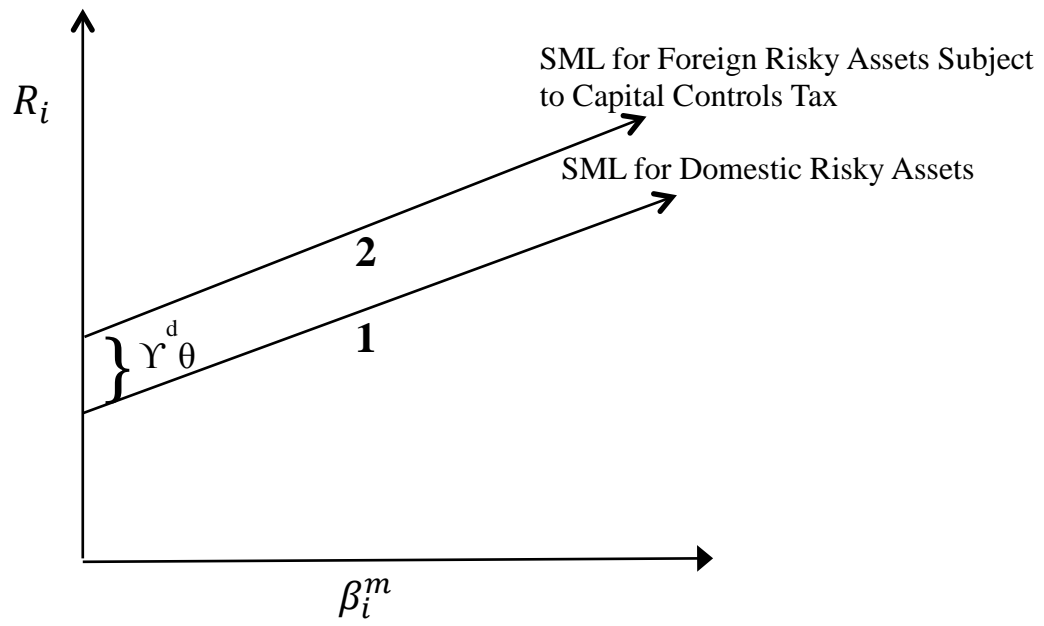 SML for Foreign Risky Assets Subject
to Capital Controls Tax
R_i
SML for Domestic Risky Assets
2
1
} ϒ^d θ
β_i^m